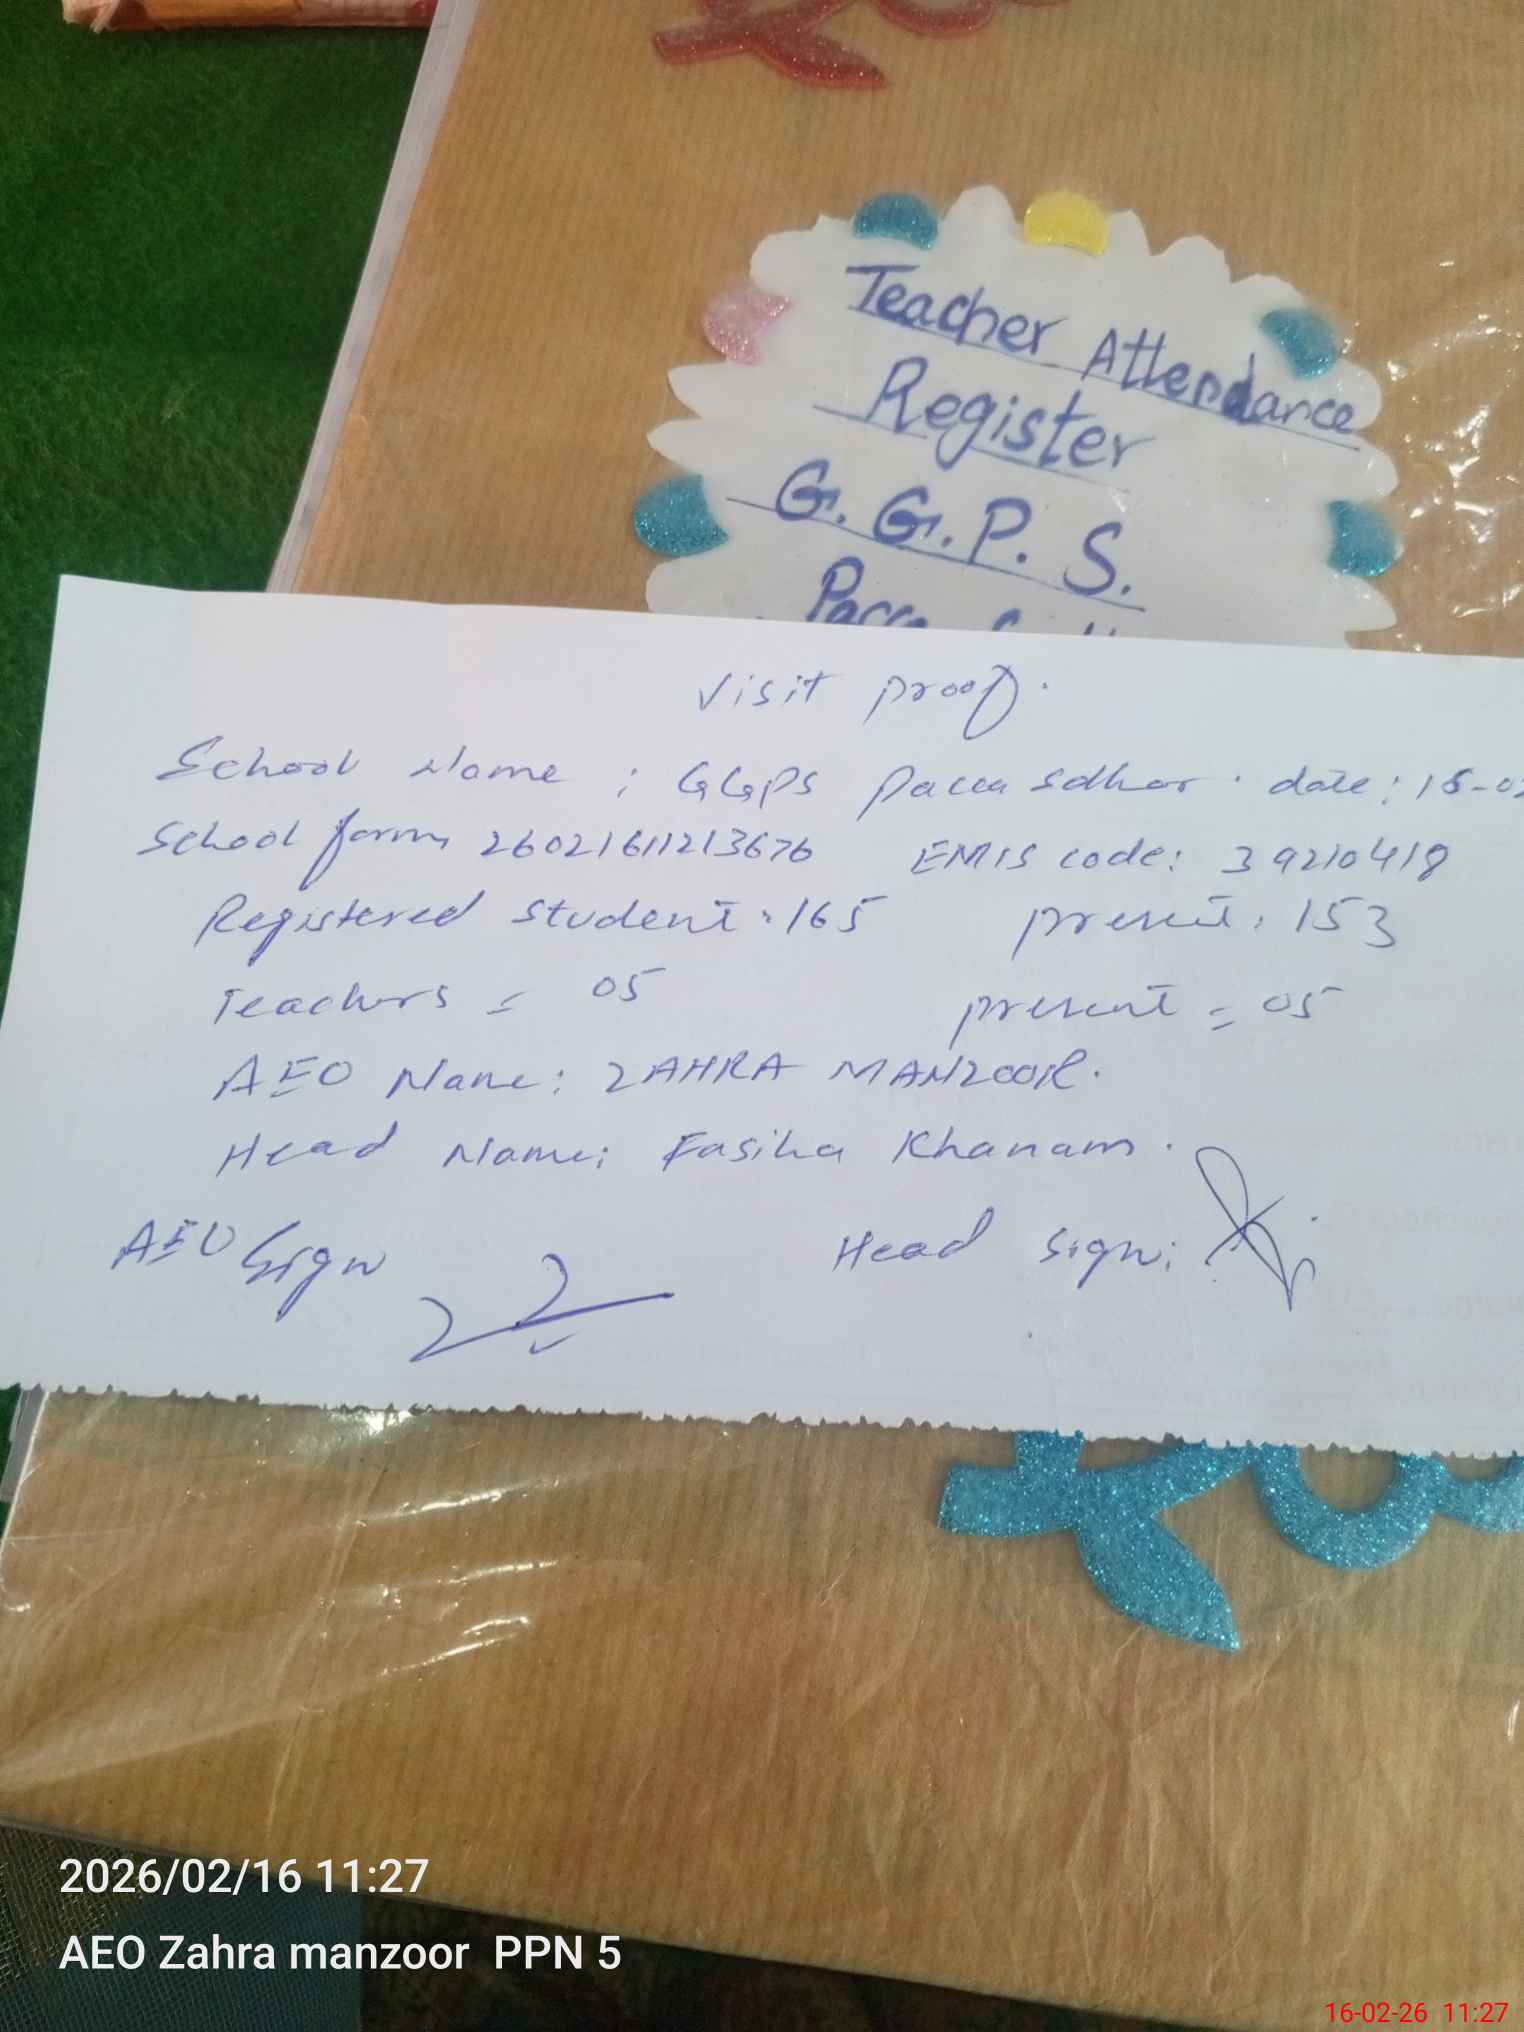 Teacher Attendance
Register
G.G.P.S.
Pacca
Visit proof.
School Name : GGPS Pacca Sdhar. date: 16-02
School form 26021611213676 EMIS code: 39210418
Registered student: 165 present: 153
Teachers = 05 present = 05
AEO Name: ZAHRA MANZOOR.
Head Name: Fasiha Khanam.
AEO Sign Head sign:
2026/02/16 11:27
AEO Zahra manzoor PPN 5
16-02-26 11:27